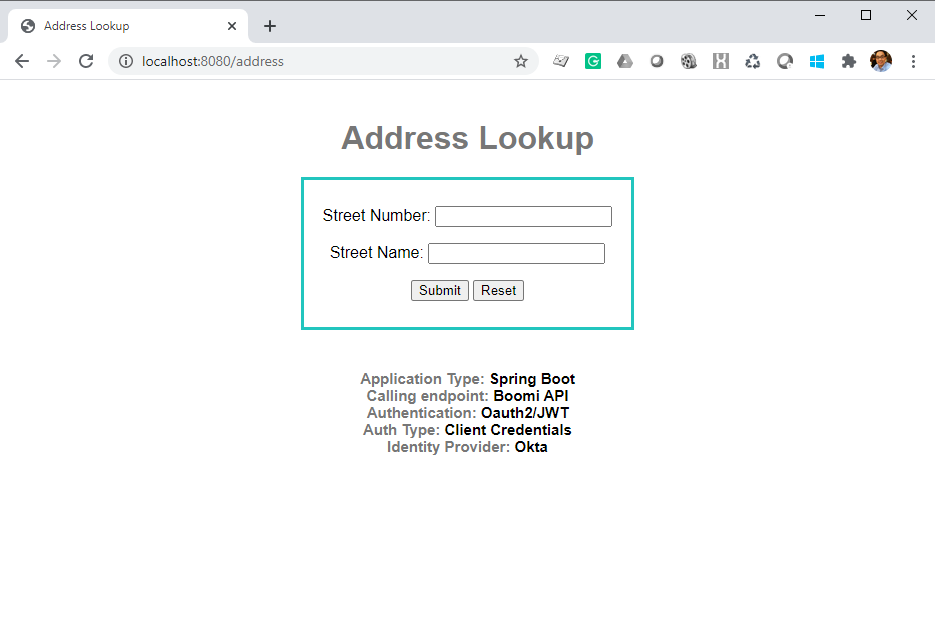 Address Lookup
localhost:8080/address
Address Lookup
Street Number:
Street Name:
Submit Reset
Application Type: Spring Boot
Calling endpoint: Boomi API
Authentication: Oauth2/JWT
Auth Type: Client Credentials
Identity Provider: Okta